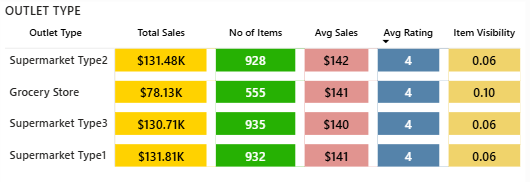 OUTLET TYPE
Outlet Type Total Sales No of Items Avg Sales Avg Rating Item Visibility
Supermarket Type2 $131.48K 928 $142 4 0.06
Grocery Store $78.13K 555 $141 4 0.10
Supermarket Type3 $130.71K 935 $140 4 0.06
Supermarket Type1 $131.81K 932 $141 4 0.06